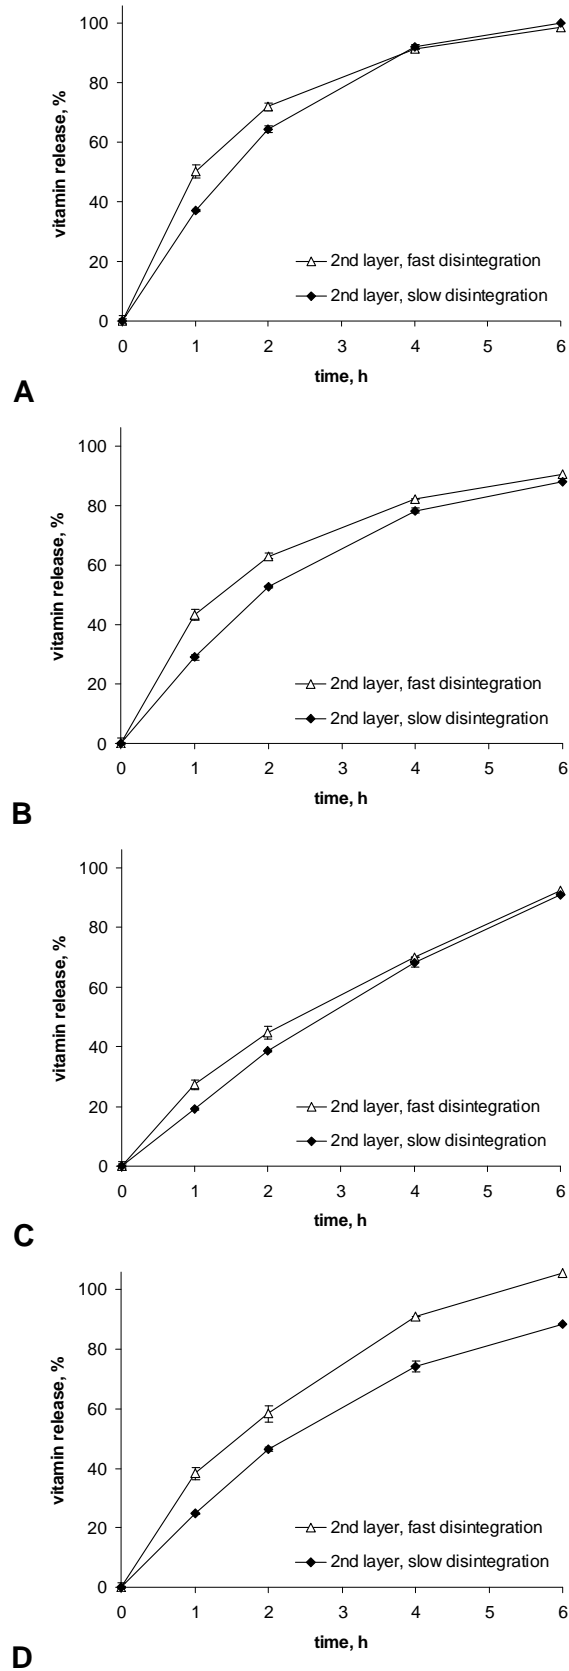 100
80
60
40
20
0
vitamin release, %
2nd layer, fast disintegration
2nd layer, slow disintegration
0 1 2 3 4 5 6
time, h
A
100
80
60
40
20
0
vitamin release, %
2nd layer, fast disintegration
2nd layer, slow disintegration
0 1 2 3 4 5 6
time, h
B
100
80
60
40
20
0
vitamin release, %
2nd layer, fast disintegration
2nd layer, slow disintegration
0 1 2 3 4 5 6
time, h
C
100
80
60
40
20
0
vitamin release, %
2nd layer, fast disintegration
2nd layer, slow disintegration
0 1 2 3 4 5 6
time, h
D